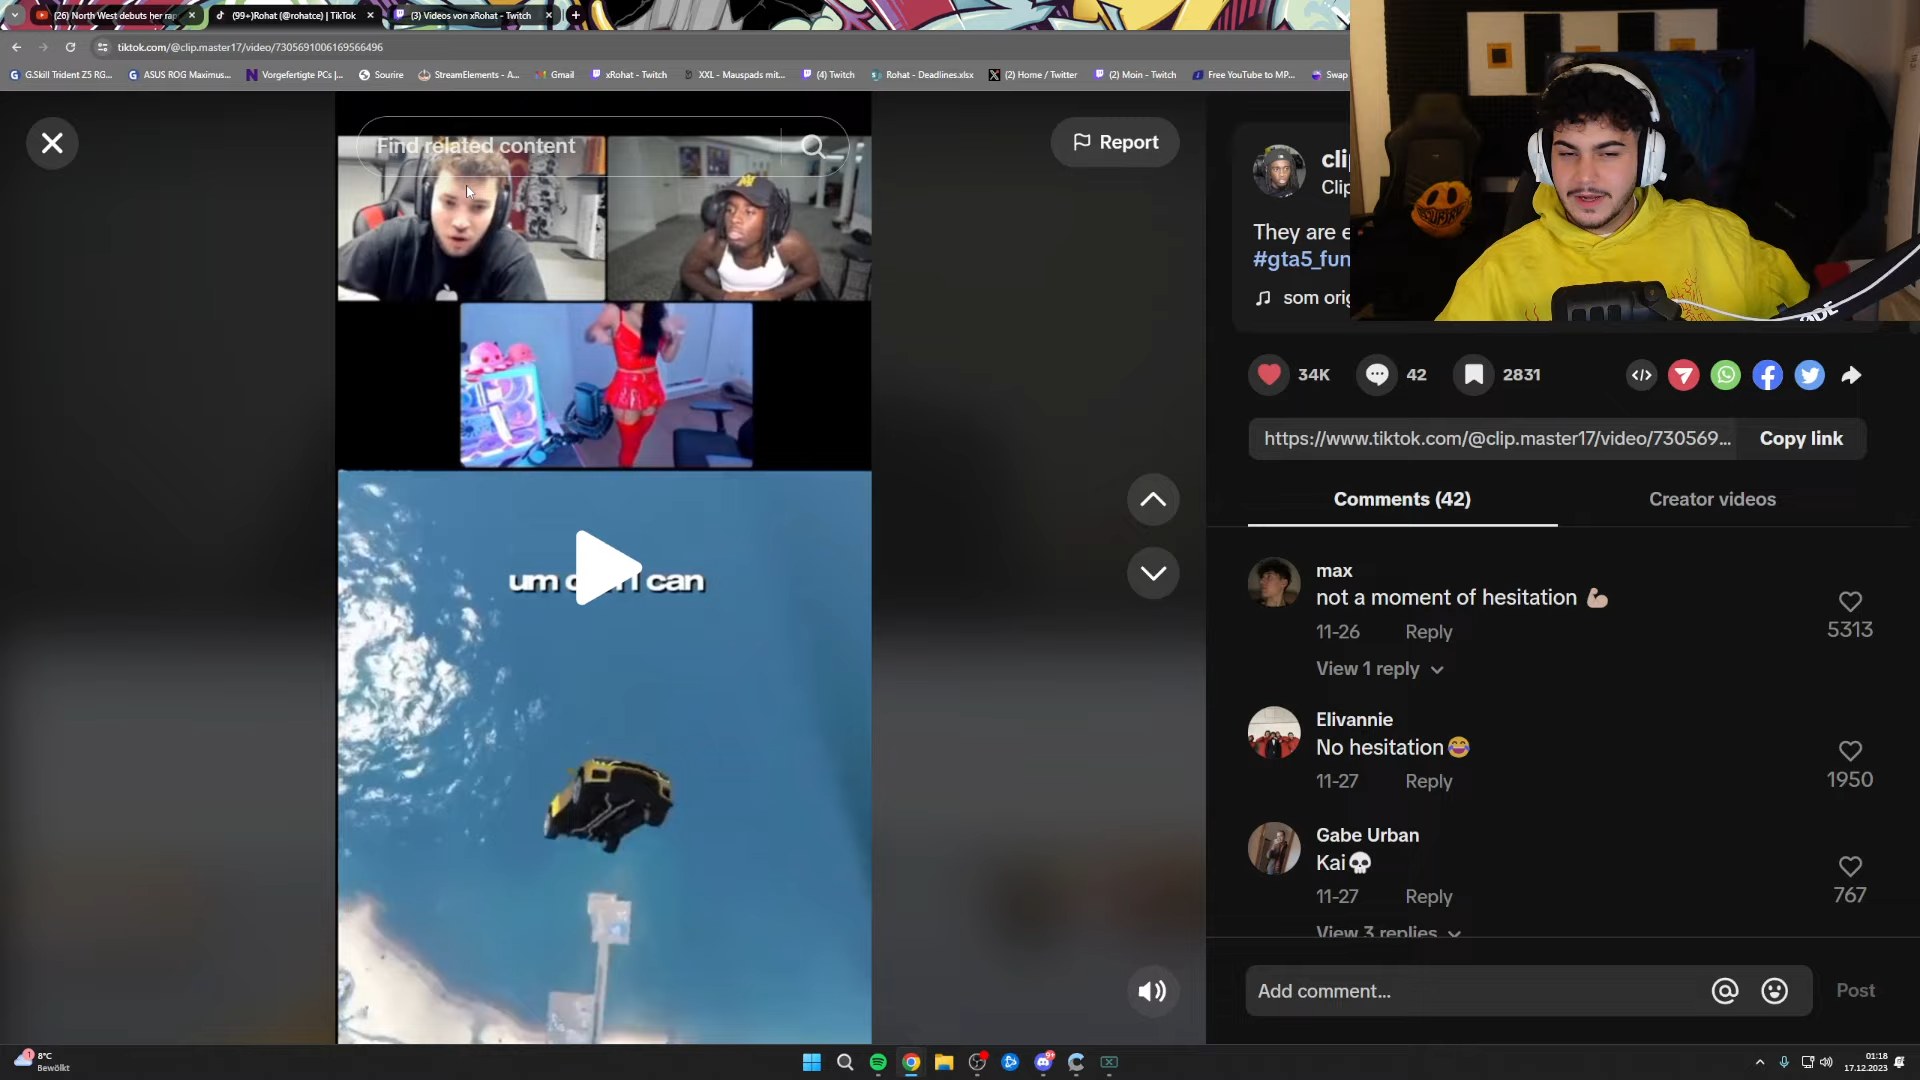 (26) North West debuts her rap
(99+)Rohat (@rohatce) | TikTok
(3) Videos von xRohat - Twitch
tiktok.com/@clip.master17/video/7305691006169566496
G.Skill Trident Z5 RG...
ASUS ROG Maximus...
Vorgefertigte PCs |...
Sourire
StreamElements - A...
Gmail
xRohat - Twitch
XXL - Mauspads mit...
(4) Twitch
Rohat - Deadlines.xlsx
(2) Home / Twitter
(2) Moin - Twitch
Free YouTube to MP...
Swap
Find related content
Report
cli
Clip
They are e
#gta5_fun
som orig
34K
42
2831
https://www.tiktok.com/@clip.master17/video/730569...
Copy link
Comments (42)
Creator videos
max
not a moment of hesitation 💪🏼
11-26
Reply
5313
View 1 reply
Elivannie
No hesitation😂
11-27
Reply
1950
Gabe Urban
Kai💀
11-27
Reply
767
View 3 replies
Add comment...
Post
um can
8°C
Bewölkt
01:18
17.12.2023